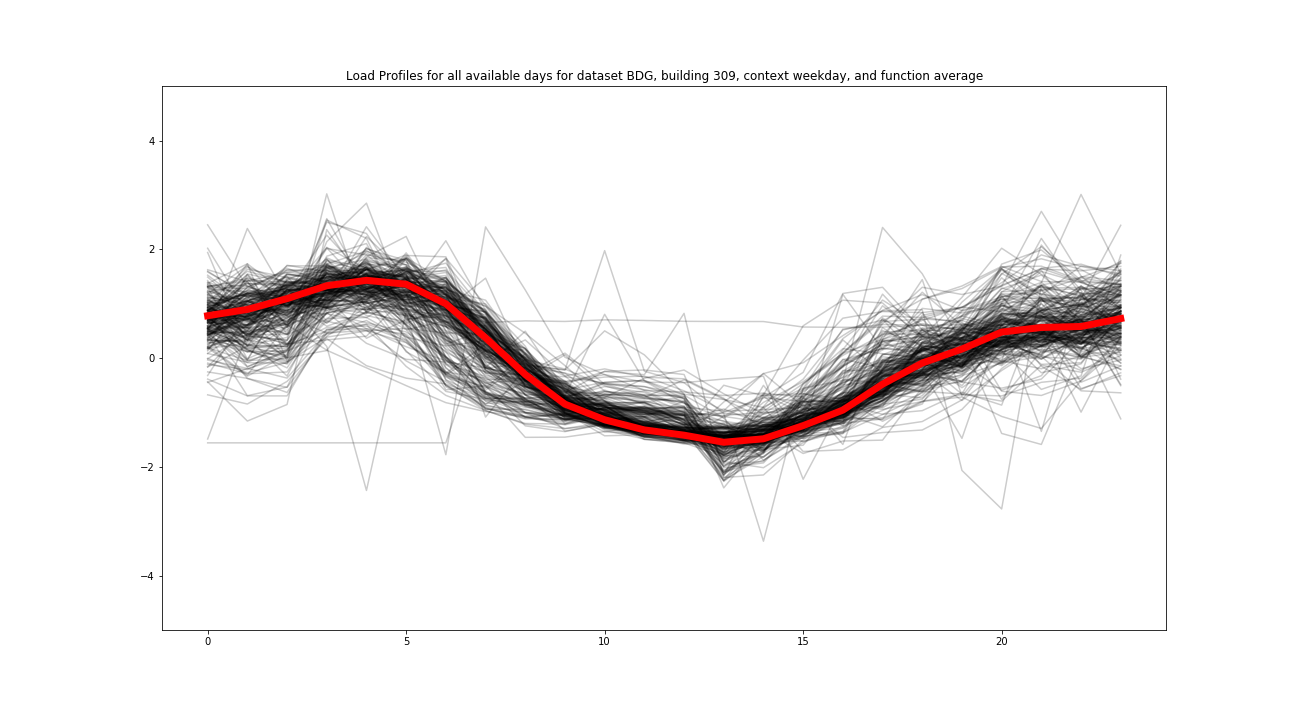 Load Profiles for all available days for dataset BDG, building 309, context weekday, and function average
4
2
0
−2
−4
0 5 10 15 20